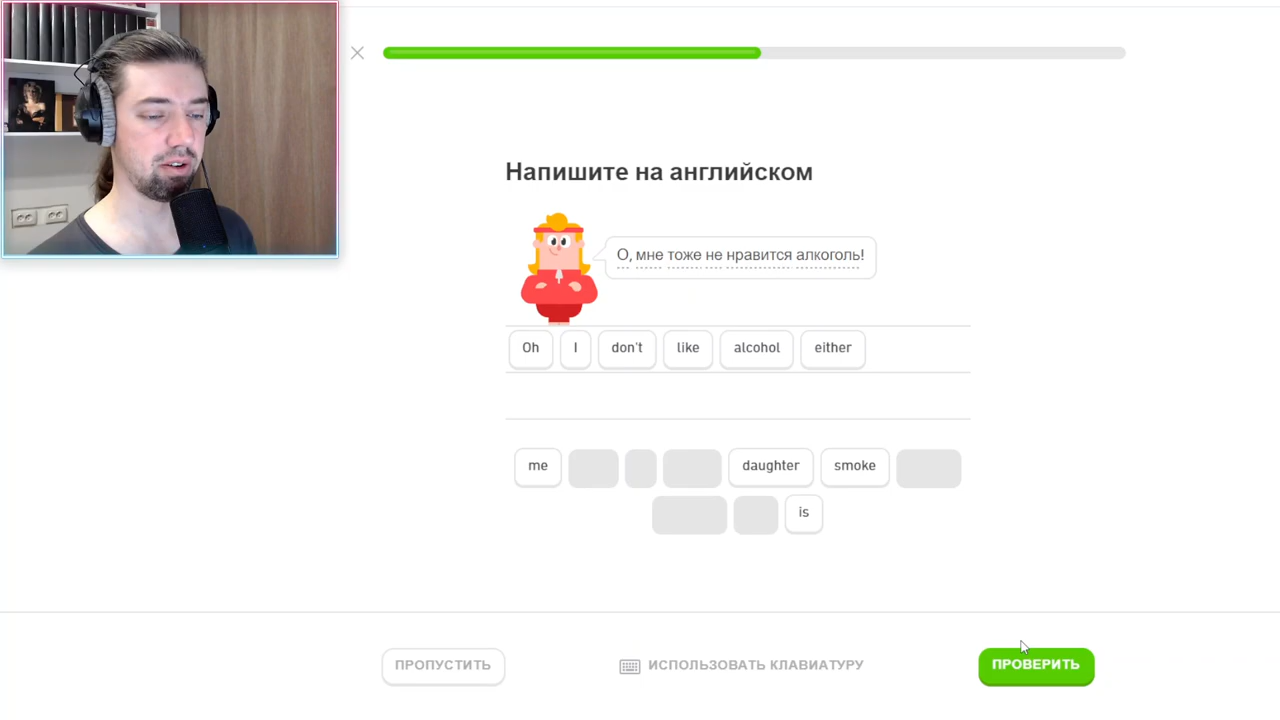 Напишите на английском
О, мне тоже не нравится алкоголь!
Oh I don't like alcohol either
me daughter smoke
is
ПРОПУСТИТЬ ИСПОЛЬЗОВАТЬ КЛАВИАТУРУ ПРОВЕРИТЬ